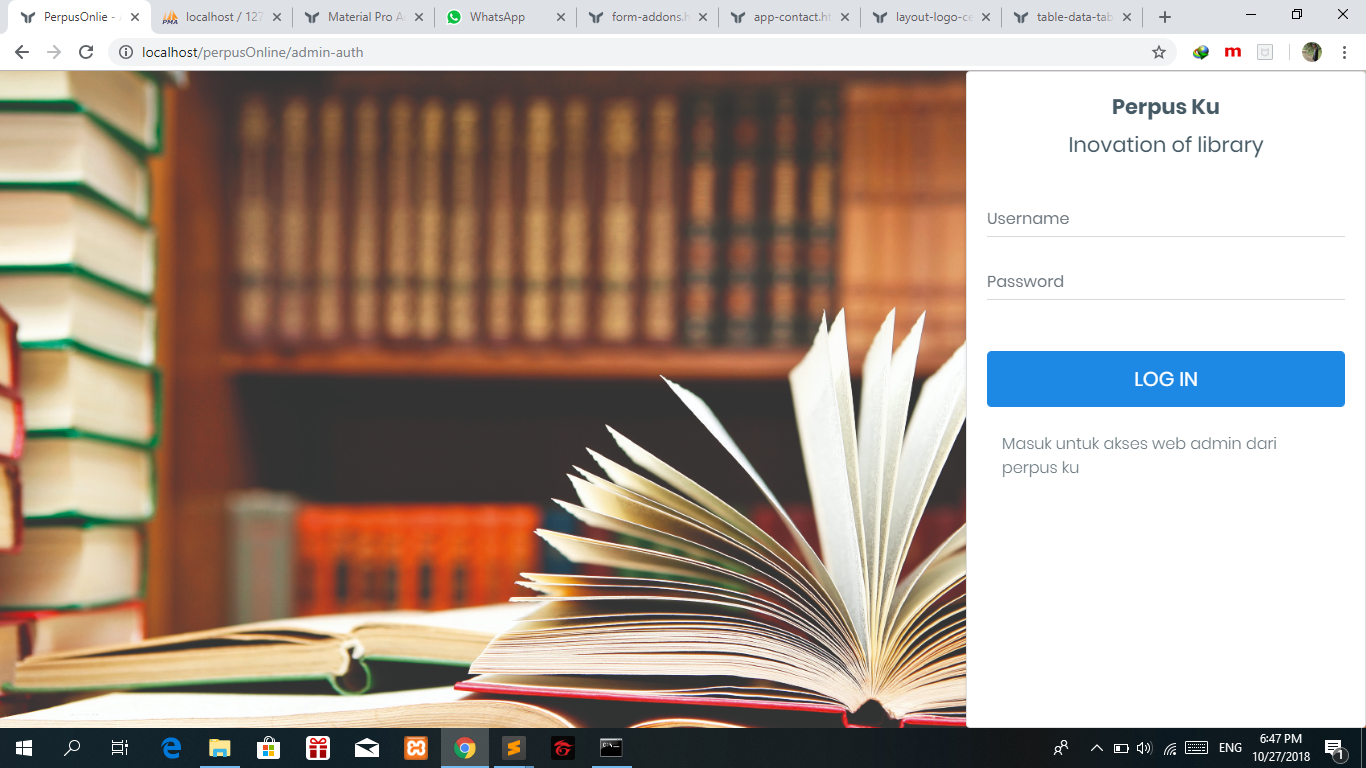 PerpusOnlie - 
localhost / 127
Material Pro A
WhatsApp
form-addons.h
app-contact.ht
layout-logo-ce
table-data-tab
localhost/perpusOnline/admin-auth
Perpus Ku
Inovation of library
Username
Password
LOG IN
Masuk untuk akses web admin dari
perpus ku
ENG
6:47 PM
10/27/2018
1